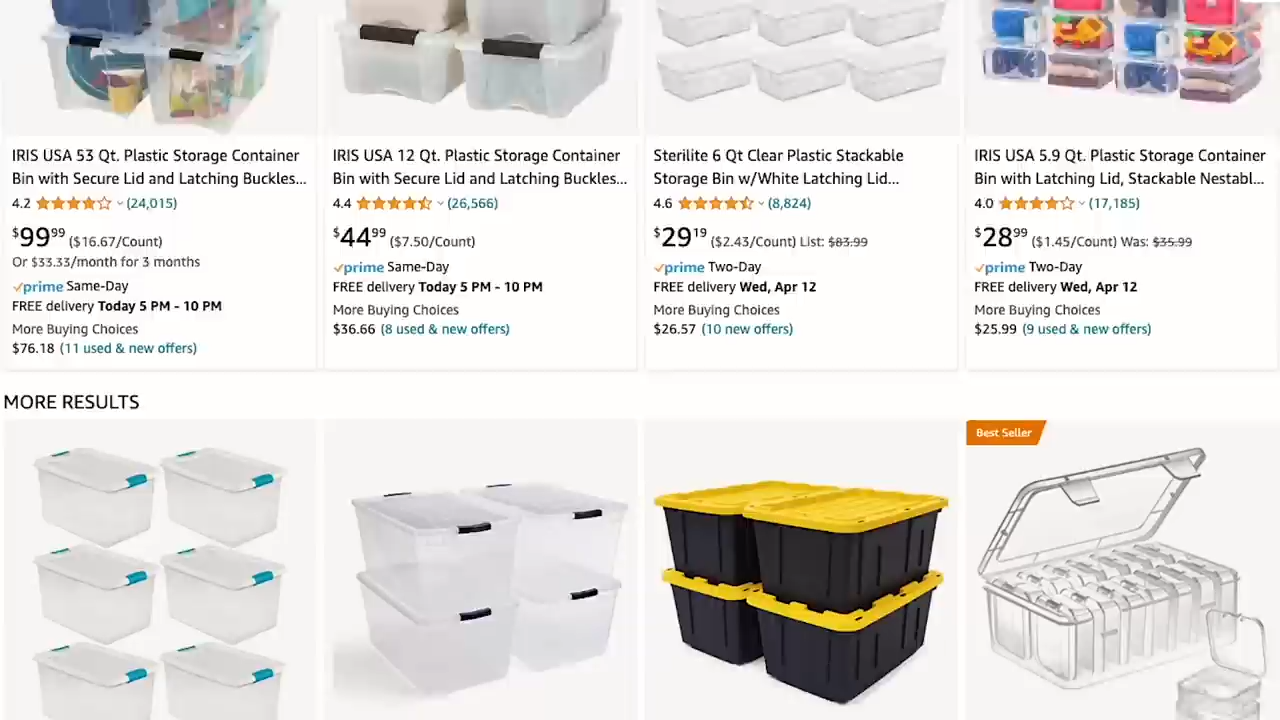 IRIS USA 53 Qt. Plastic Storage Container
Bin with Secure Lid and Latching Buckles...
4.2 (24,015)
$99⁹⁹ ($16.67/Count)
Or $33.33/month for 3 months
prime Same-Day
FREE delivery Today 5 PM - 10 PM
More Buying Choices
$76.18 (11 used & new offers)
IRIS USA 12 Qt. Plastic Storage Container
Bin with Secure Lid and Latching Buckles...
4.4 (26,566)
$44⁹⁹ ($7.50/Count)
prime Same-Day
FREE delivery Today 5 PM - 10 PM
More Buying Choices
$36.66 (8 used & new offers)
Sterilite 6 Qt Clear Plastic Stackable
Storage Bin w/White Latching Lid...
4.6 (8,824)
$29¹⁹ ($2.43/Count) List: $83.99
prime Two-Day
FREE delivery Wed, Apr 12
More Buying Choices
$26.57 (10 new offers)
IRIS USA 5.9 Qt. Plastic Storage Container
Bin with Latching Lid, Stackable Nestabl...
4.0 (17,185)
$28⁹⁹ ($1.45/Count) Was: $35.99
prime Two-Day
FREE delivery Wed, Apr 12
More Buying Choices
$25.99 (9 used & new offers)
MORE RESULTS
Best Seller